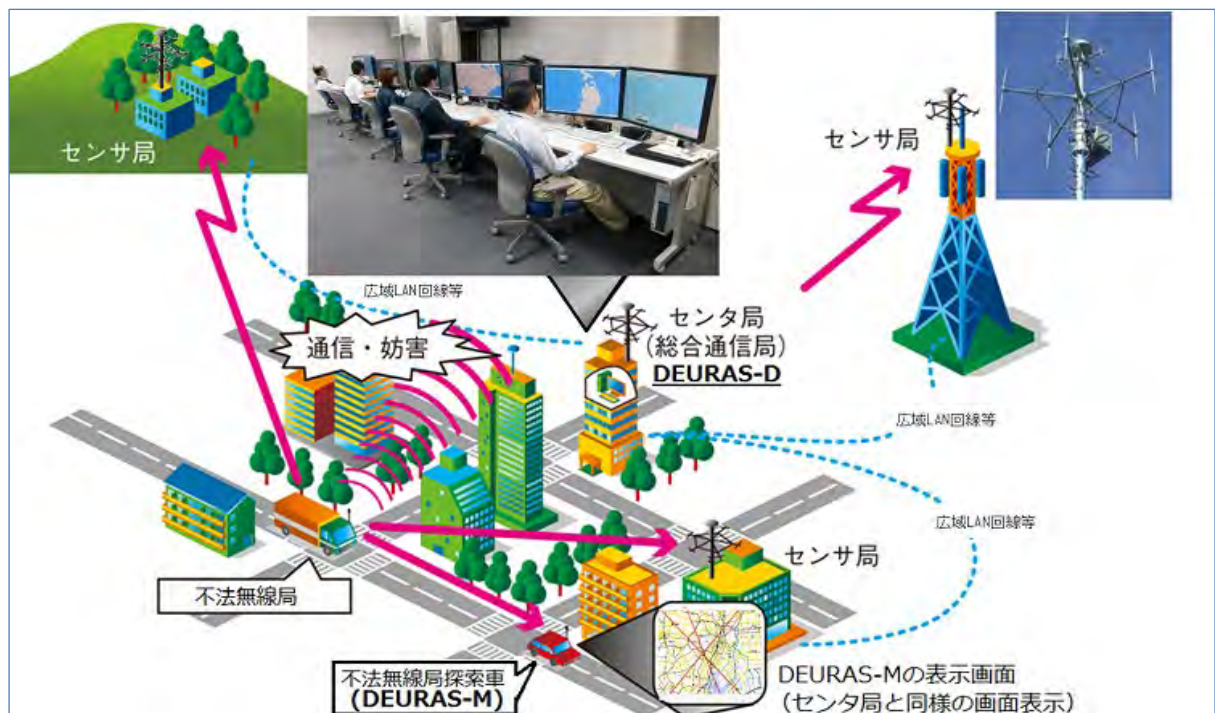 センサ局
センサ局
広域LAN回線等
通信・妨害
センタ局
(総合通信局)
DEURAS-D
広域LAN回線等
広域LAN回線等
センサ局
不法無線局
不法無線局探索車
(DEURAS-M)
DEURAS-Mの表示画面
(センタ局と同様の画面表示)